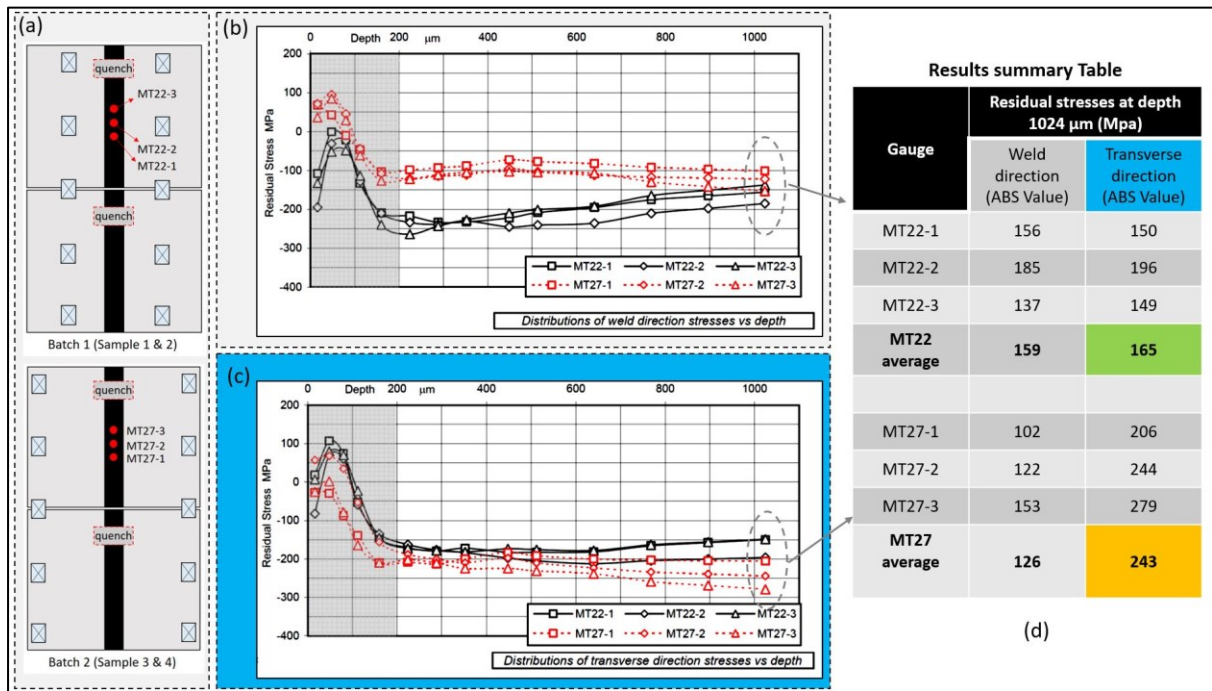 (a)
quench
MT22-3
MT22-2
MT22-1
quench
Batch 1 (Sample 1 & 2)
quench
MT27-3
MT27-2
MT27-1
quench
Batch 2 (Sample 3 & 4)
(b)
0 Depth 200 μm 400 600 800 1000
200
100
0
-100
-200
-300
-400
Residual Stress MPa
MT22-1 MT22-2 MT22-3
MT27-1 MT27-2 MT27-3
Distributions of weld direction stresses vs depth
(c)
0 Depth 200 μm 400 600 800 1000
200
100
0
-100
-200
-300
-400
Residual Stress MPa
MT22-1 MT22-2 MT22-3
MT27-1 MT27-2 MT27-3
Distributions of transverse direction stresses vs depth
Results summary Table
Gauge
Residual stresses at depth
1024 μm (Mpa)
Weld
direction
(ABS Value)
Transverse
direction
(ABS Value)
MT22-1 156 150
MT22-2 185 196
MT22-3 137 149
MT22
average 159 165
MT27-1 102 206
MT27-2 122 244
MT27-3 153 279
MT27
average 126 243
(d)